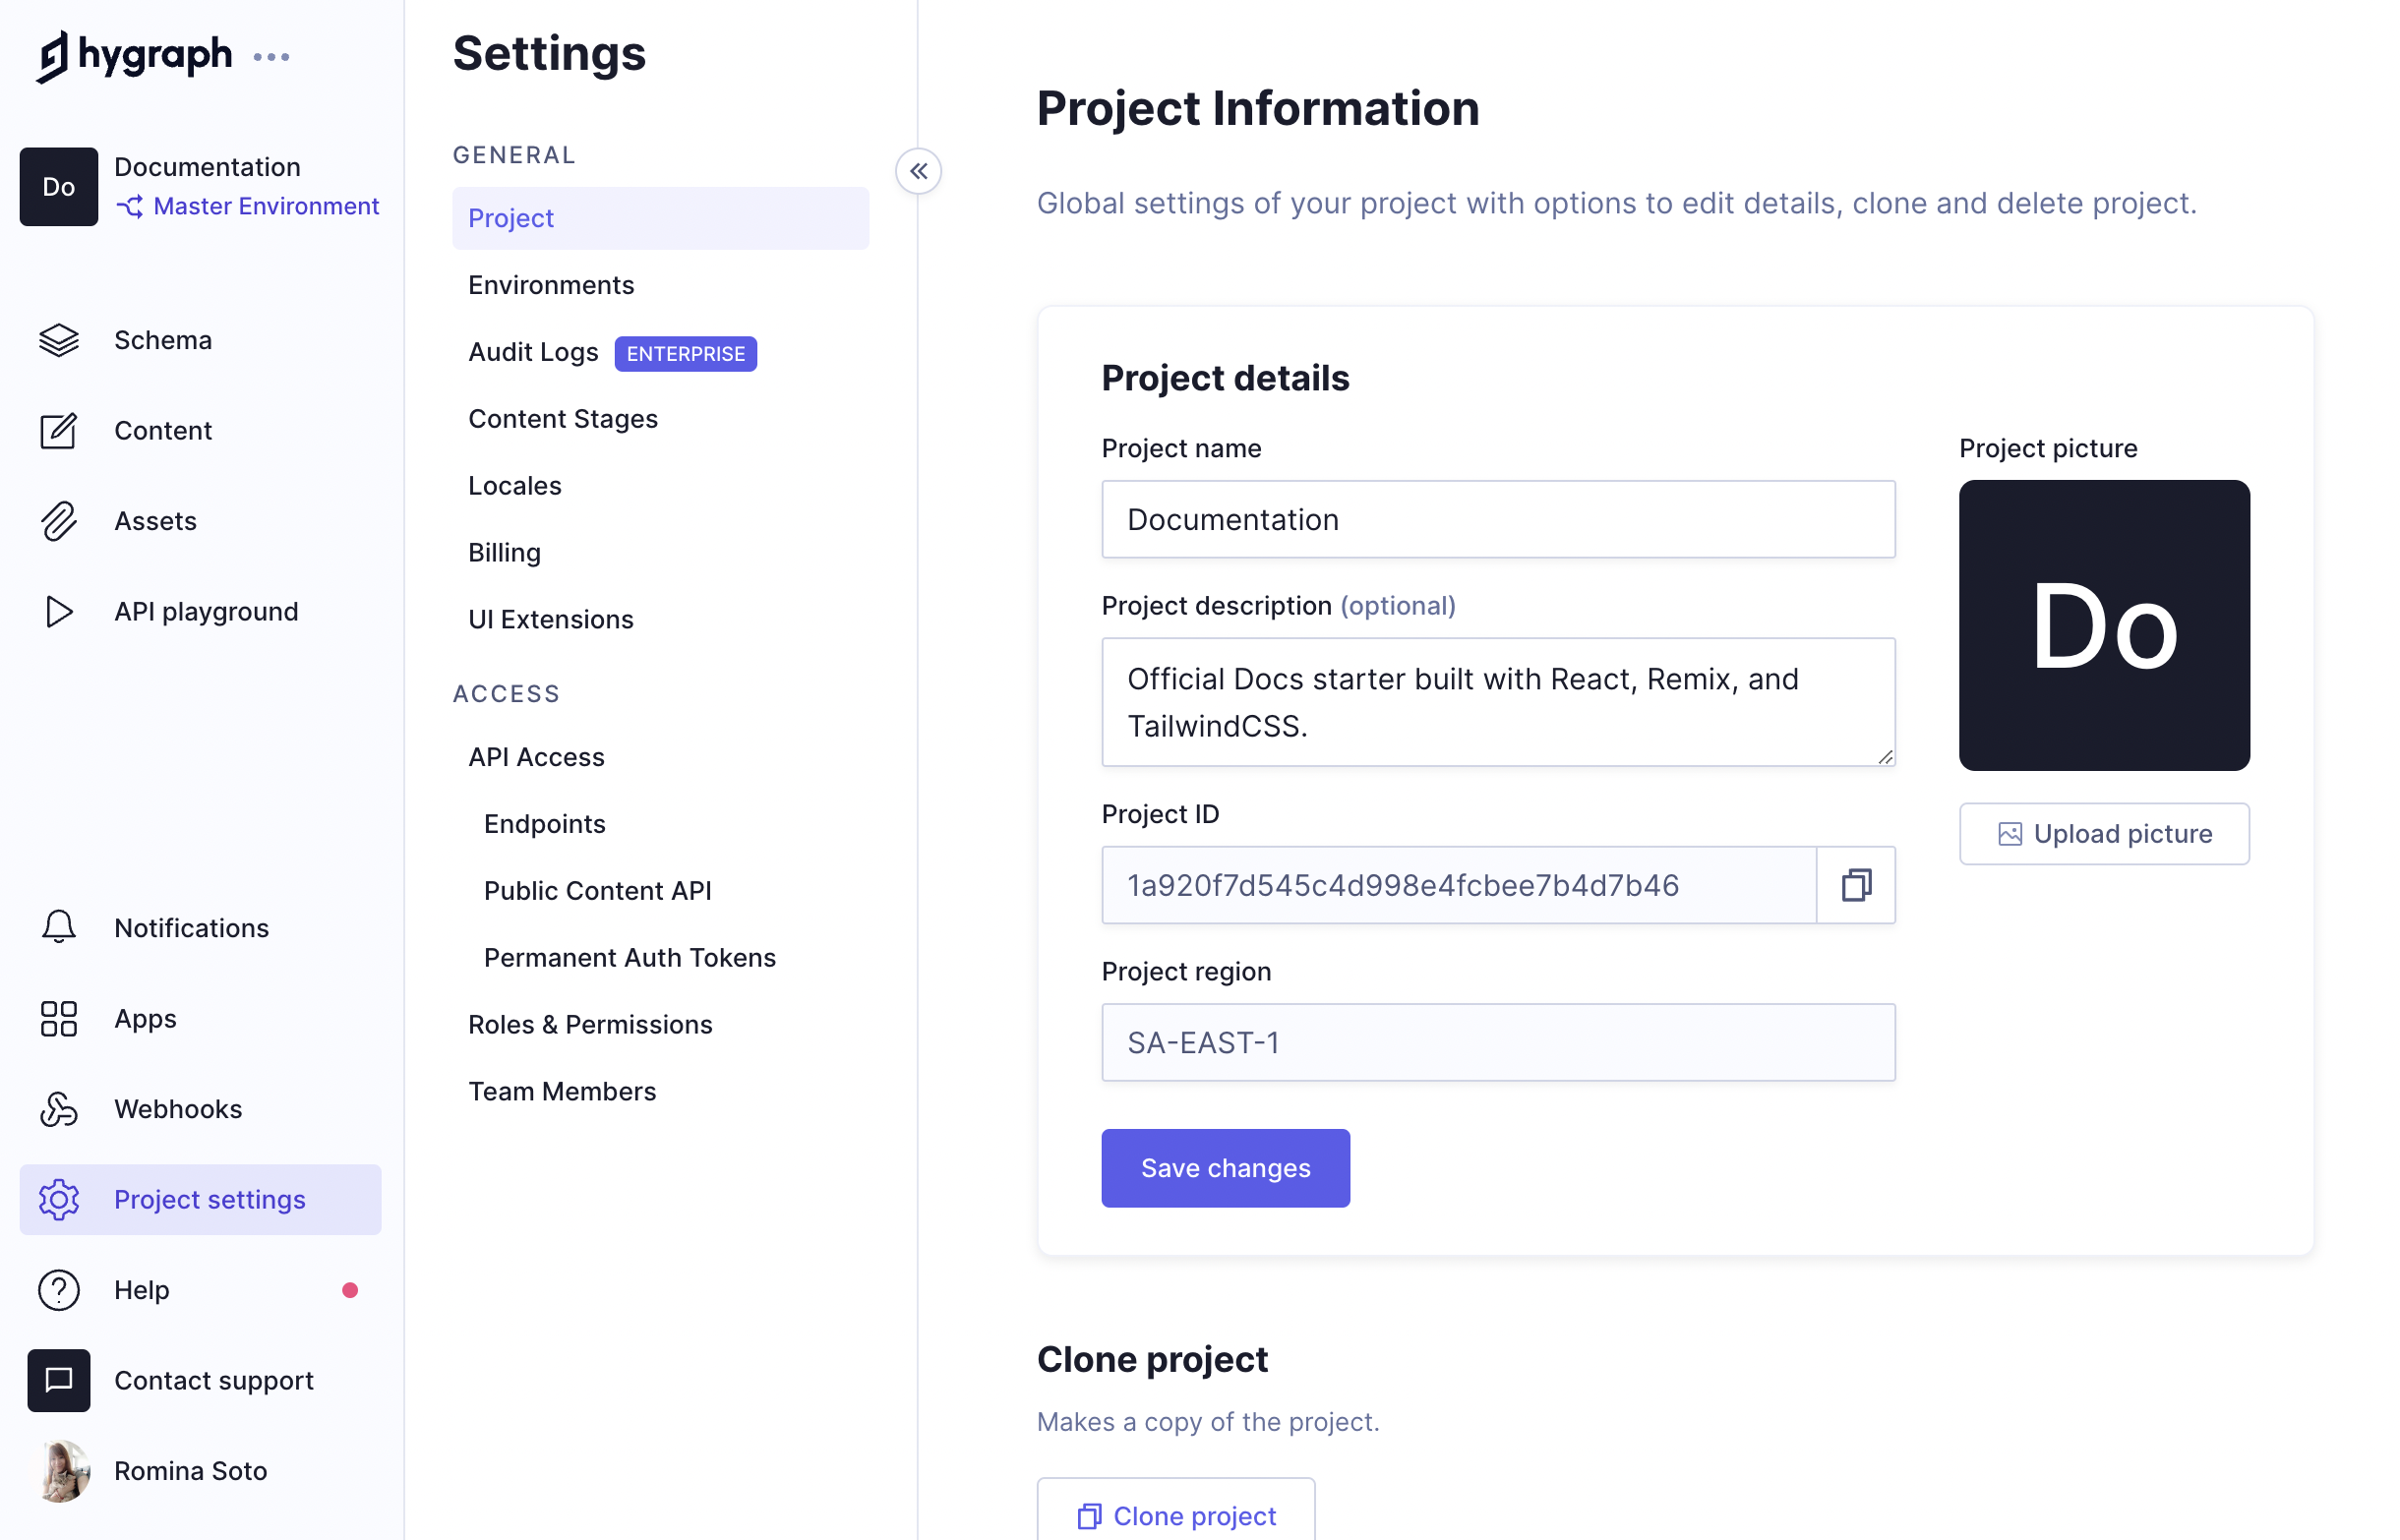 hygraph
Do
Documentation
Master Environment
Schema
Content
Assets
API playground
Notifications
Apps
Webhooks
Project settings
Help
Contact support
Romina Soto
Settings
GENERAL
Project
Environments
Audit Logs ENTERPRISE
Content Stages
Locales
Billing
UI Extensions
ACCESS
API Access
Endpoints
Public Content API
Permanent Auth Tokens
Roles & Permissions
Team Members
Project Information
Global settings of your project with options to edit details, clone and delete project.
Project details
Project name
Documentation
Project description (optional)
Official Docs starter built with React, Remix, and
TailwindCSS.
Project ID
1a920f7d545c4d998e4fcbee7b4d7b46
Project region
SA-EAST-1
Save changes
Project picture
Do
Upload picture
Clone project
Makes a copy of the project.
Clone project